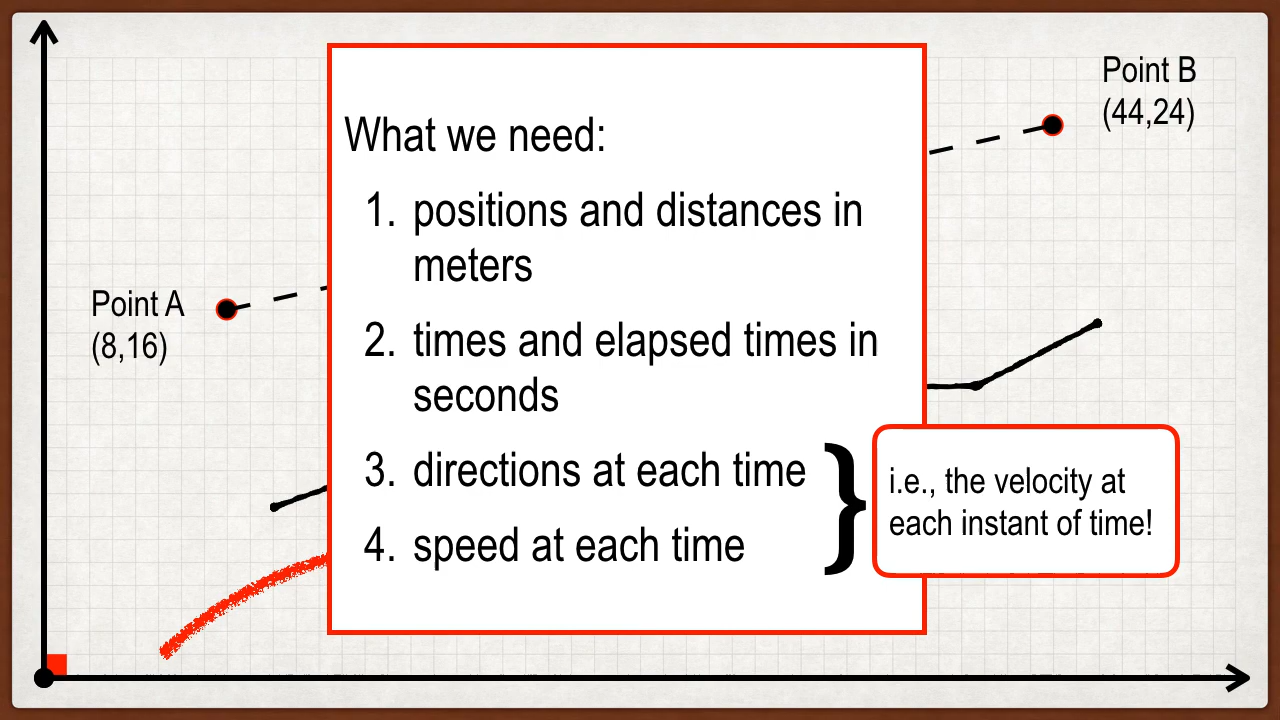 Point B
(44,24)
What we need:
1. positions and distances in
meters
Point A
(8,16)
2. times and elapsed times in
seconds
3. directions at each time
4. speed at each time
}
i.e., the velocity at
each instant of time!